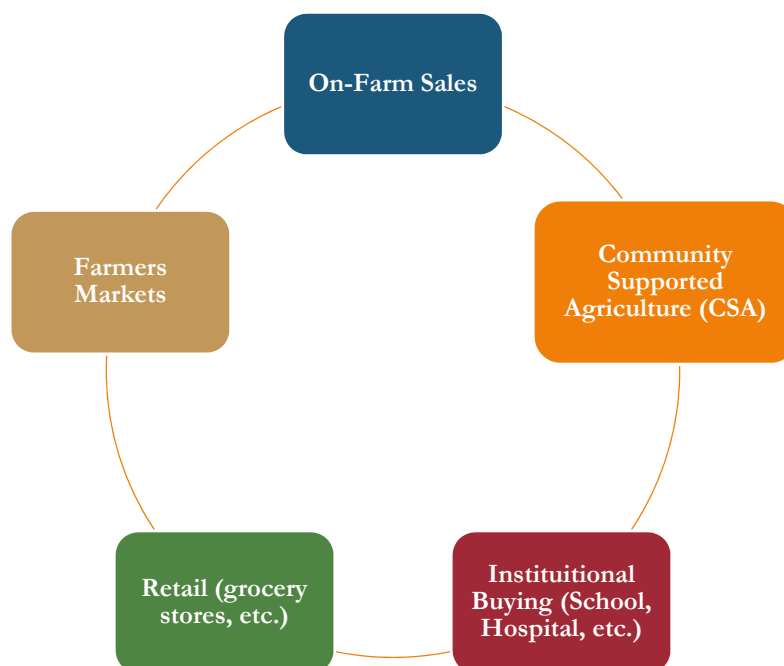 On-Farm Sales
Community
Supported
Agriculture (CSA)
Instituitional
Buying (School,
Hospital, etc.)
Retail (grocery
stores, etc.)
Farmers
Markets